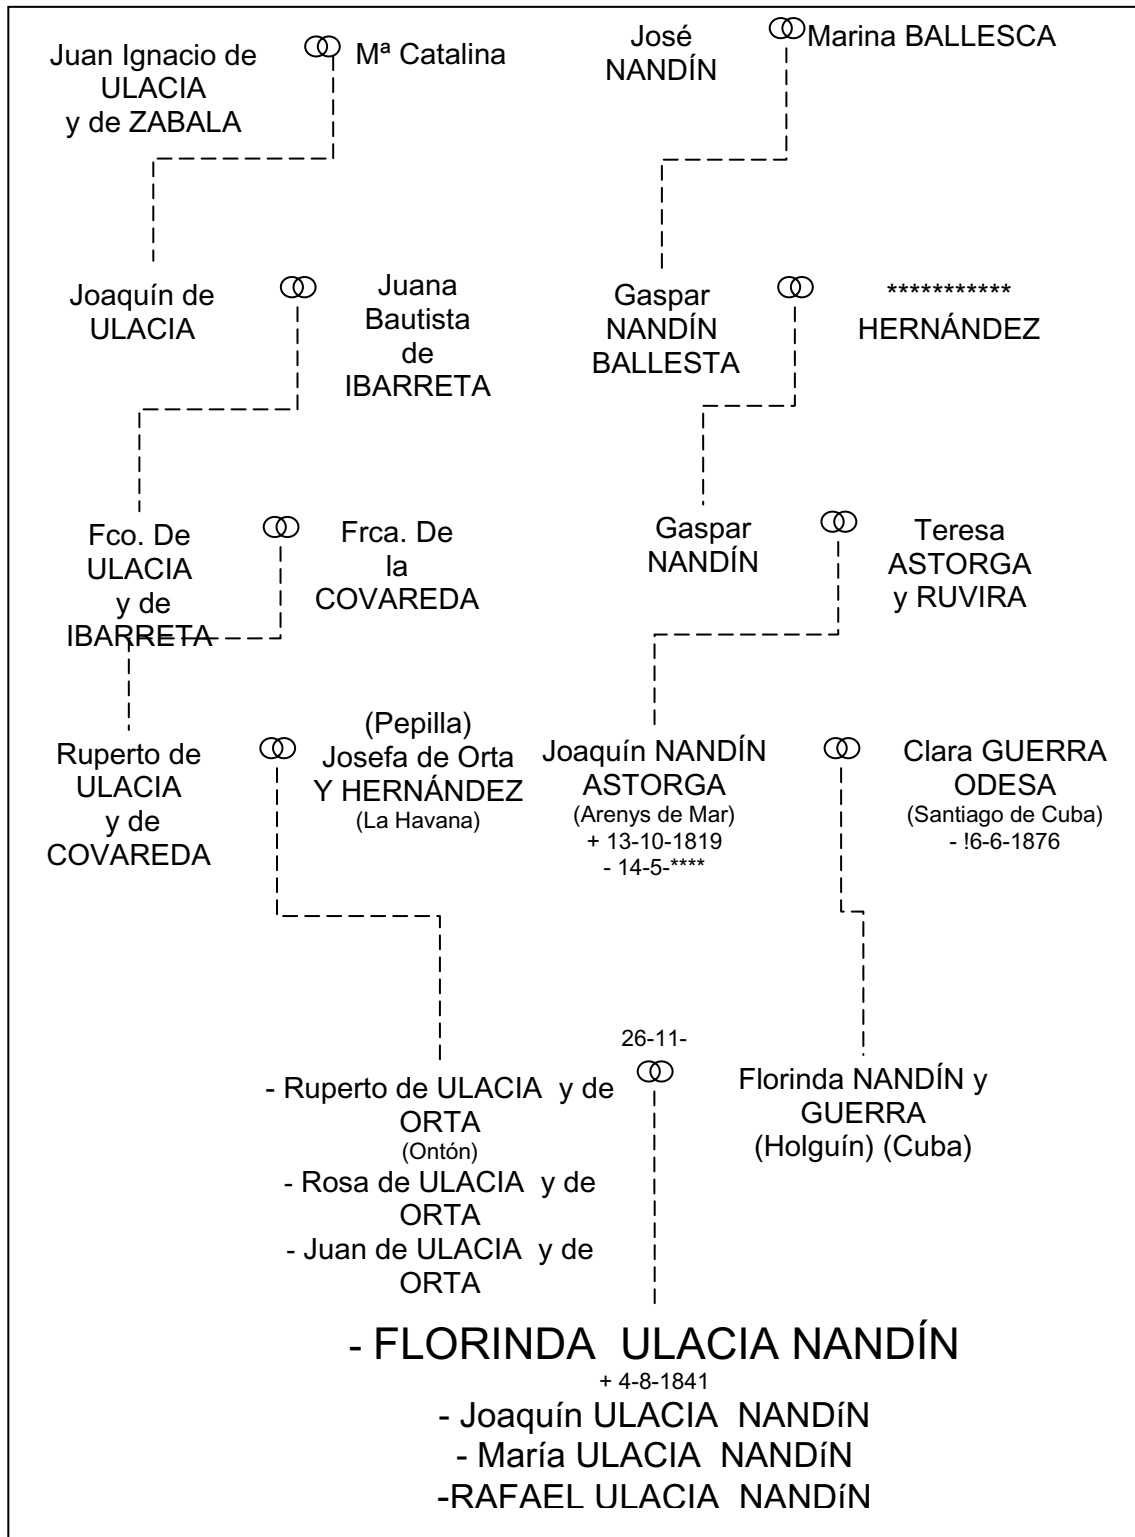 Juan Ignacio de
ULACIA
y de ZABALA
Mª Catalina
José
NANDÍN
Marina BALLESCA
Joaquín de
ULACIA
Juana
Bautista
de
IBARRETA
Gaspar
NANDÍN
BALLESTA
***********
HERNÁNDEZ
Fco. De
ULACIA
y de
IBARRETA
Frca. De
la
COVAREDA
Gaspar
NANDÍN
Teresa
ASTORGA
y RUVIRA
Ruperto de
ULACIA
y de
COVAREDA
(Pepilla)
Josefa de Orta
Y HERNÁNDEZ
(La Havana)
Joaquín NANDÍN
ASTORGA
(Arenys de Mar)
+ 13-10-1819
- 14-5-****
Clara GUERRA
ODESA
(Santiago de Cuba)
- !6-6-1876
- Ruperto de ULACIA  y de
ORTA
(Ontón)
- Rosa de ULACIA  y de
ORTA
- Juan de ULACIA  y de
ORTA
26-11-
Florinda NANDÍN y
GUERRA
(Holguín) (Cuba)
- FLORINDA  ULACIA NANDÍN
+ 4-8-1841
- Joaquín ULACIA  NANDíN
- María ULACIA  NANDíN
-RAFAEL ULACIA  NANDíN